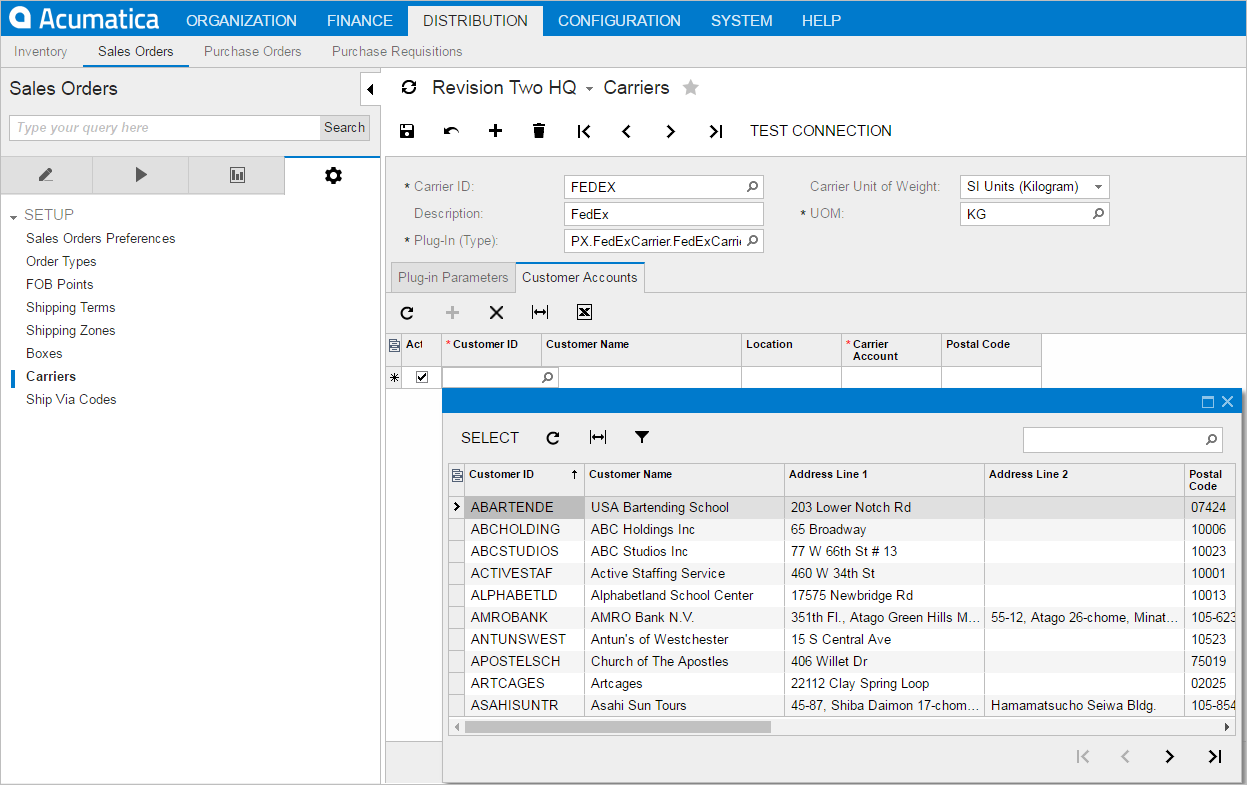 Acumatica ORGANIZATION FINANCE DISTRIBUTION CONFIGURATION SYSTEM HELP
Inventory Sales Orders Purchase Orders Purchase Requisitions
Sales Orders
Type your query here Search
SETUP
Sales Orders Preferences
Order Types
FOB Points
Shipping Terms
Shipping Zones
Boxes
Carriers
Ship Via Codes
Revision Two HQ Carriers
TEST CONNECTION
* Carrier ID: FEDEX Carrier Unit of Weight: SI Units (Kilogram)
Description: FedEx * UOM: KG
* Plug-In (Type): PX.FedExCarrier.FedExCarrie
Plug-in Parameters Customer Accounts
Act * Customer ID Customer Name Location * Carrier Account Postal Code
SELECT
Customer ID Customer Name Address Line 1 Address Line 2 Postal Code
ABARTENDE USA Bartending School 203 Lower Notch Rd 07424
ABCHOLDING ABC Holdings Inc 65 Broadway 10006
ABCSTUDIOS ABC Studios Inc 77 W 66th St # 13 10023
ACTIVESTAF Active Staffing Service 460 W 34th St 10001
ALPHABETLD Alphabetland School Center 17575 Newbridge Rd 10013
AMROBANK AMRO Bank N.V. 351th Fl., Atago Green Hills M... 55-12, Atago 26-chome, Minat... 105-623
ANTUNSWEST Antun's of Westchester 15 S Central Ave 10523
APOSTELSCH Church of The Apostles 406 Willet Dr 75019
ARTCAGES Artcages 22112 Clay Spring Loop 02025
ASAHISUNTR Asahi Sun Tours 45-87, Shiba Daimon 17-chom... Hamamatsucho Seiwa Bldg. 105-854